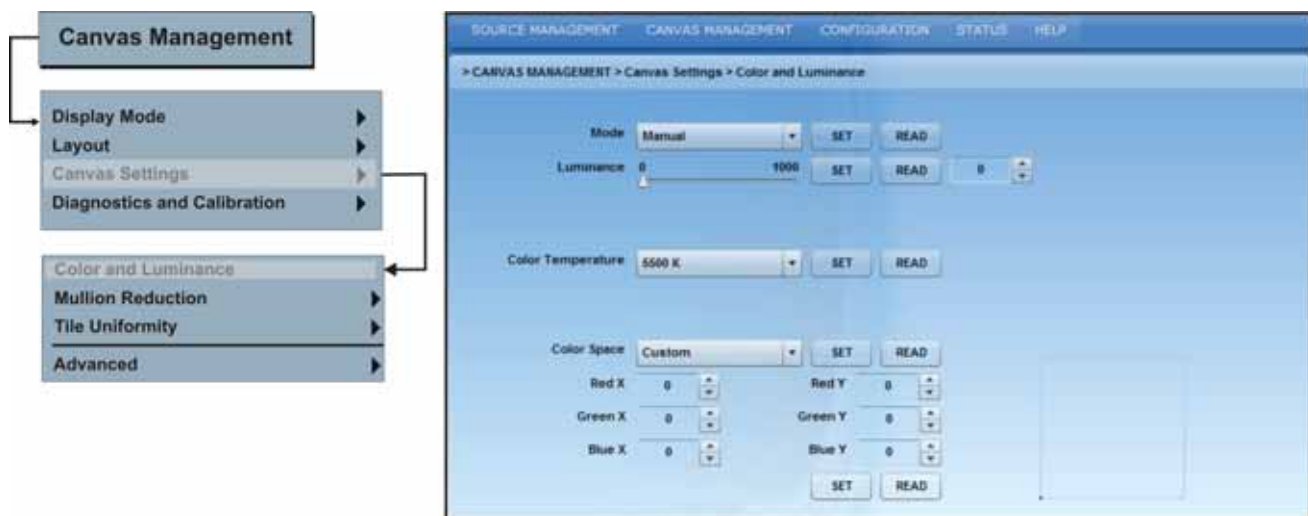 Canvas Management
Display Mode
Layout
Canvas Settings
Diagnostics and Calibration
Color and Luminance
Mullion Reduction
Tile Uniformity
Advanced
SOURCE MANAGEMENT CANVAS MANAGEMENT CONFIGURATION STATUS HELP
> CANVAS MANAGEMENT > Canvas Settings > Color and Luminance
Mode Manual SET READ
Luminance 0 1000 SET READ 0
Color Temperature 5500 K SET READ
Color Space Custom SET READ
Red X 0 Red Y 0
Green X 0 Green Y 0
Blue X 0 Blue Y 0
SET READ